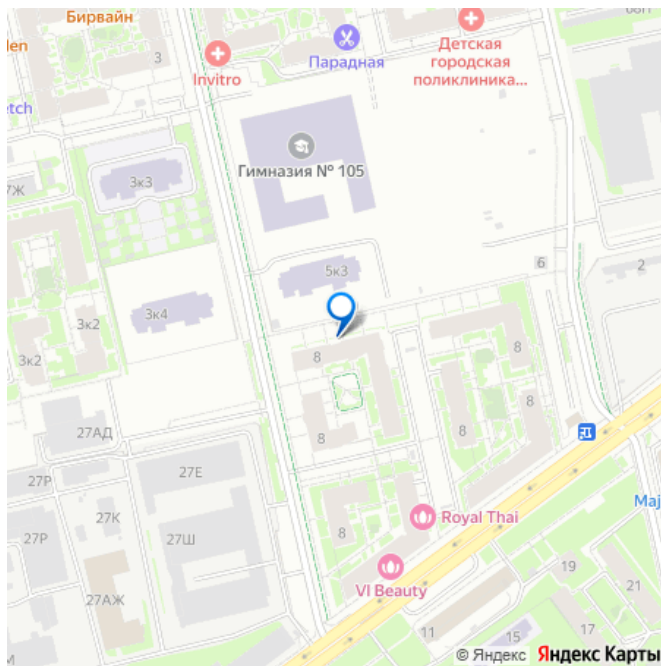 Бирвайн
3
Invitro
Парадная
Детская
городская
поликлиника...
etch
Гимназия № 105
3к3
7Ж
5к3
6
2
3к4
3к2
3к2
8
8
8
8
8
27АД
27Е
27Р
27К
27Р
27Ш
8
Royal Thai
Maj
VI Beauty
27АЖ
19
21
11
15
17
© Яндекс Яндекс Карты